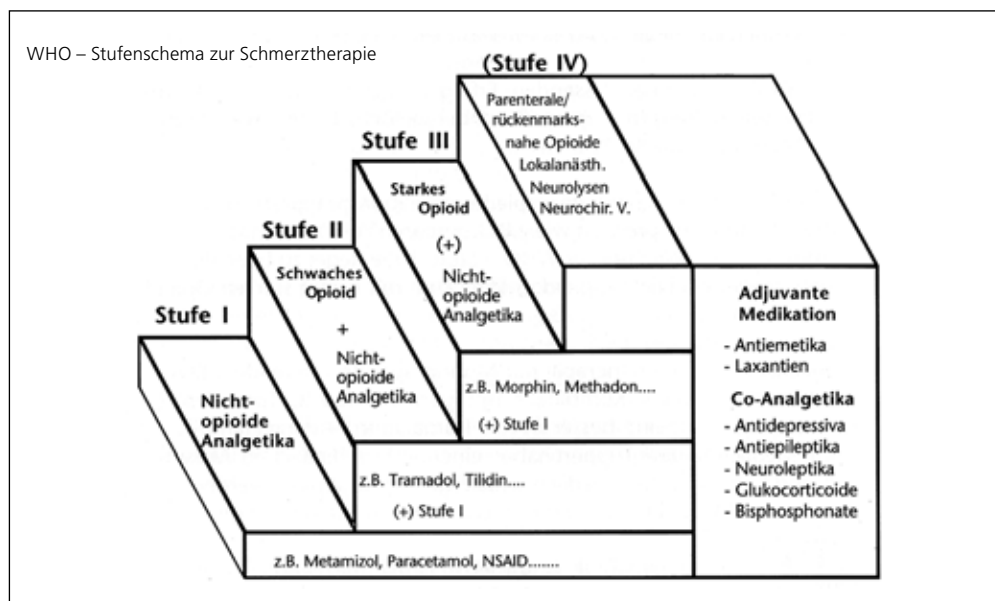 WHO – Stufenschema zur Schmerztherapie
Stufe I
Nicht-
opioide
Analgetika
z.B. Metamizol, Paracetamol, NSAID.......
Stufe II
Schwaches
Opioid
+
Nicht-
opioide
Analgetika
z.B. Tramadol, Tilidin....
(+) Stufe I
Stufe III
Starkes
Opioid
(+)
Nicht-
opioide
Analgetika
z.B. Morphin, Methadon....
(+) Stufe I
(Stufe IV)
Parenterale/
rückenmarks-
nahe Opioide
Lokalanästh.
Neurolysen
Neurochir. V.
Adjuvante
Medikation
- Antiemetika
- Laxantien
Co-Analgetika
- Antidepressiva
- Antiepileptika
- Neuroleptika
- Glukocorticoide
- Bisphosphonate